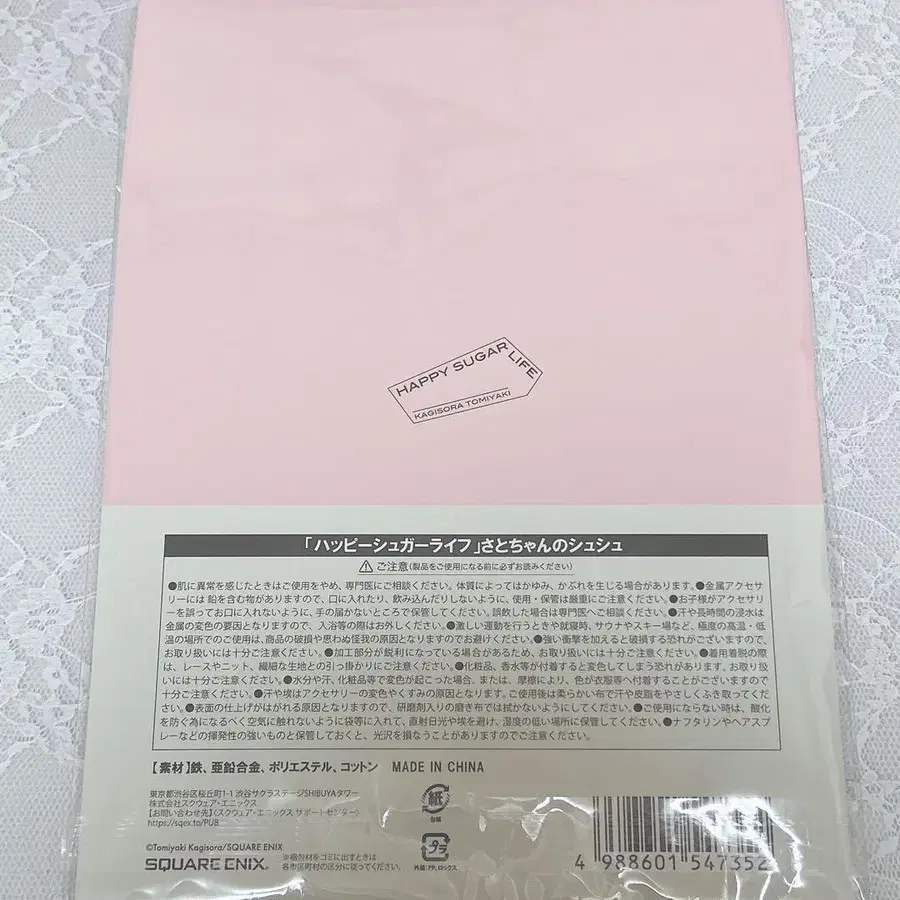 HAPPY SUGAR LIFE
KAGISORA TOMIYAKI
「ハッピーシュガーライフ」さとちゃんのシュシュ
⚠ご注意(製品をご使用になる前に必ずお読みください)
●肌に異常を感じたときはご使用をやめ、専門医にご相談ください。体質によってはかゆみ、かぶれを生じる場合があります。●金属アクセサ
リーには鉛を含む物がありますので、口に入れたり、飲み込んだりしないように、使用・保管は厳重にご注意ください。●お子様がアクセサ
リーを誤ってお口に入れないように、手の届かないところで保管してください。誤飲した場合は専門医へご相談ください。●汗や長時間の浸水は
金属の変色の要因となりますので、入浴等の際はお外しください。●激しい運動を行うときや就寝時、サウナやスキー場など、極度の高温・低
温の場所でのご使用は、商品の破損や思わぬ怪我の原因となりますのでお避けください。●強い衝撃を加えると破損する恐れがございますので、
お取り扱いには十分ご注意ください。●加工部分が鋭利になっている場合があるため、お取り扱いには十分ご注意ください。●着用着脱の際
は、レースやニット、繊細な生地との引っ掛かりにご注意ください。●化粧品、香水等が付着すると変色してしまう恐れがあります。お取り扱
いには十分ご注意ください。●水分や汗、化粧品等で変色が起こった場合、または、摩擦により、色が衣服等へ付着することがございますので
十分ご注意ください。●汗や埃はアクセサリーの変色やくすみの原因となります。ご使用後は柔らかい布で汗や皮脂をやさしくふき取ってくださ
い。●表面の仕上げがはがれる原因となりますので、研磨剤入りの磨き布では拭かないようにしてください。●ご使用にならない時は、酸化
を防ぐ為になるべく空気に触れないように袋等に入れて、直射日光や埃を避け、湿度の低い場所に保管してください。●ナフタリンやヘアスプ
レーなどの揮発性の強いものと保管しておくと、光沢を損なうことがありますのでご注意ください。
【素材】鉄、亜鉛合金、ポリエステル、コットン MADE IN CHINA
東京都渋谷区桜丘町1-1 渋谷サクラステージSHIBUYAタワー
株式会社スクウェア・エニックス
【お問い合わせ先】〈スクウェア・エニックス サポートセンター〉
https://sqex.to/PUB
©Tomiyaki Kagisora/SQUARE ENIX
SQUARE ENIX.
※梱包材をゴミに出すときは
各市区町村の区分に従ってください。
紙
台紙
プラ
外装:PP、ロックス
4 988601 547352